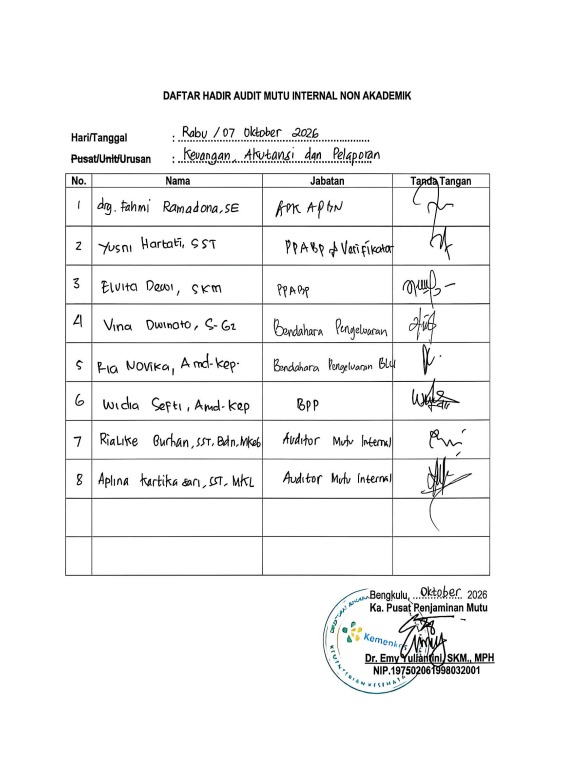 DAFTAR HADIR AUDIT MUTU INTERNAL NON AKADEMIK
Hari/Tanggal : Rabu / 07 Oktober 2026
Pusat/Unit/Urusan : Keuangan, Akutansi dan Pelaporan
No. Nama Jabatan Tanda Tangan
1 drg. Fahmi Ramadona, SE PPK APBN
2 Yusni Hartati, SST PPABP & Verifikator
3 Elvita Dewi, SKM PPABP
4 Vina Dwinoto, S-Gz Bendahara Pengeluaran
5 Ria Novika, Amd-Kep- Bendahara Pengeluaran BLU
6 Widia Septi, Amd-Kep BPP
7 Rialike Burhan, SST, Bdn, MKeb Auditor Mutu Internal
8 Aplina Kartika Sari, SST, MKL Auditor Mutu Internal
Bengkulu, Oktober 2026
Ka. Pusat Penjaminan Mutu
Kemenkes
KEMENTERIAN KESEHATAN
Dr. Emy Yuliantini, SKM., MPH
NIP.197502061998032001